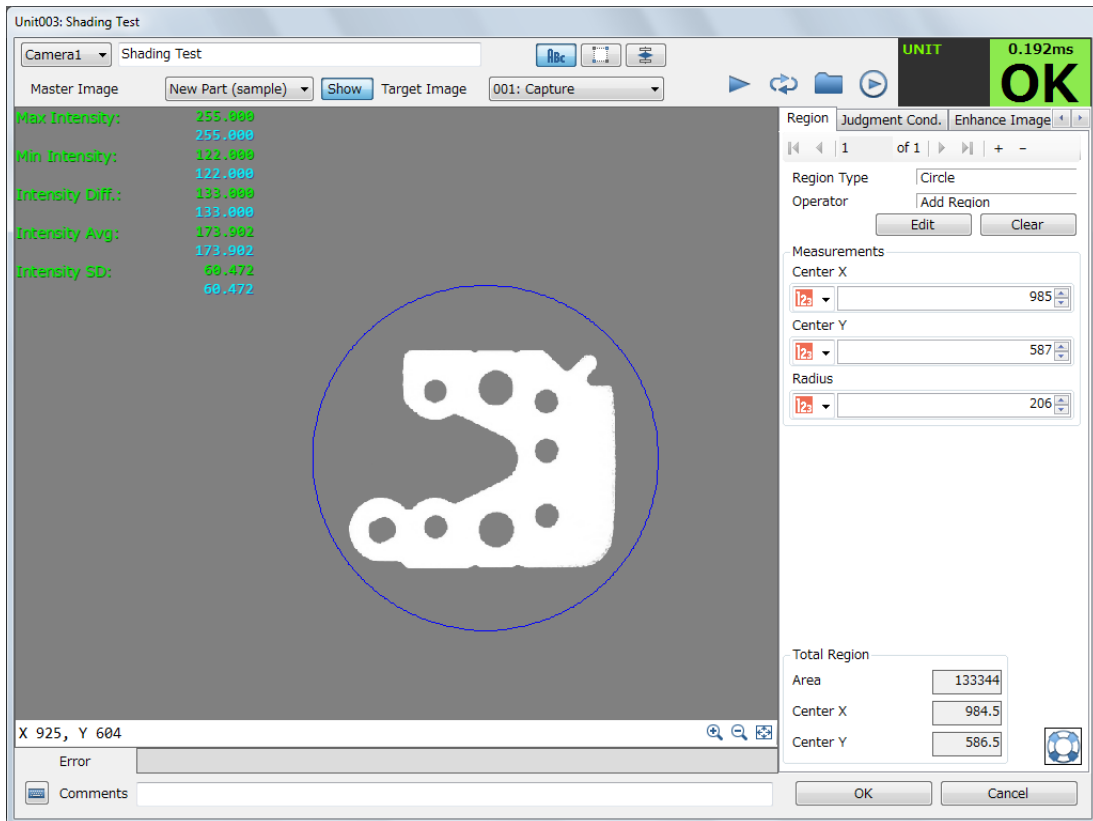 Unit003: Shading Test
Camera1 Shading Test ABC UNIT 0.192ms
OK
Master Image New Part (sample) Show Target Image 001: Capture
Max Intensity: 255.000
255.000
Min Intensity: 122.000
122.000
Intensity Diff.: 133.000
133.000
Intensity Avg: 173.902
173.902
Intensity SD: 60.472
60.472
Region Judgment Cond. Enhance Image
1 of 1 + −
Region Type Circle
Operator Add Region
Edit Clear
Measurements
Center X
123 985
Center Y
123 587
Radius
123 206
Total Region
Area 133344
Center X 984.5
Center Y 586.5
X 925, Y 604
Error
Comments
OK Cancel